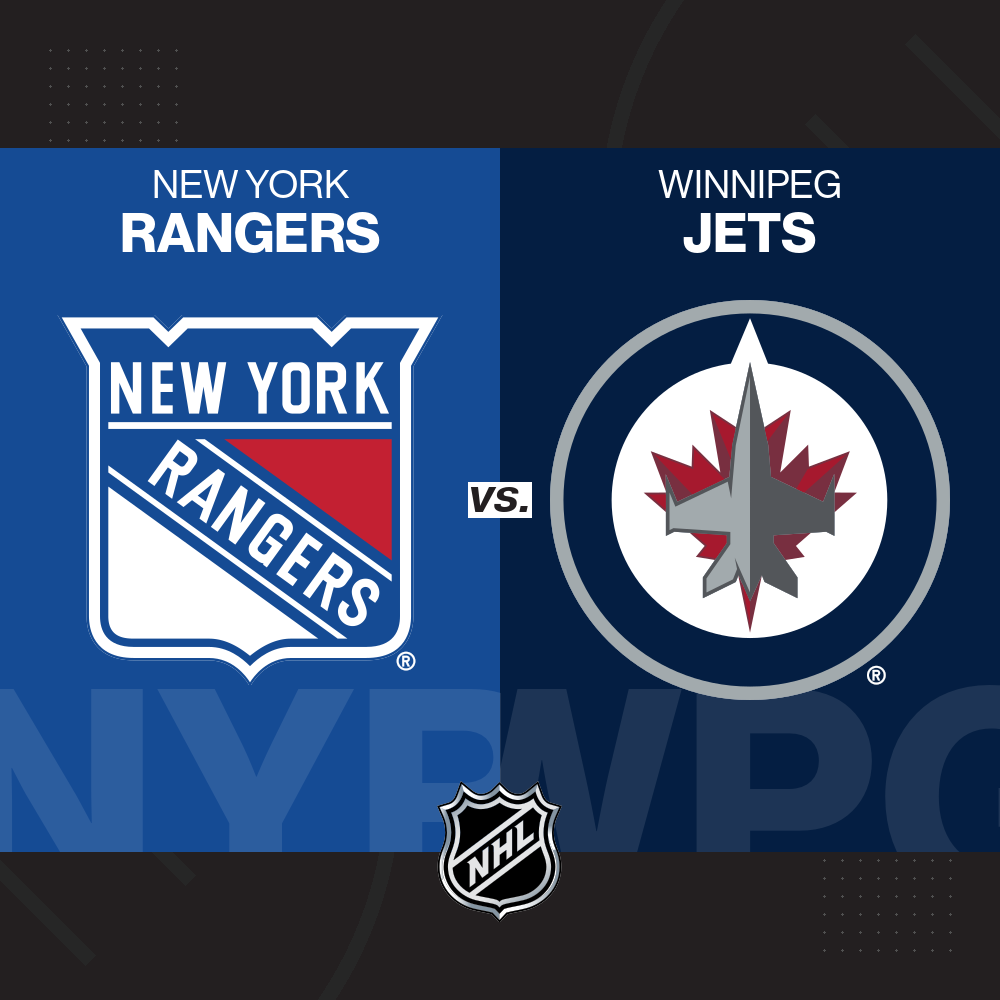 NEW YORK
RANGERS
WINNIPEG
JETS
NEW YORK
RANGERS
®
VS.
®
NYR
WPG
NHL